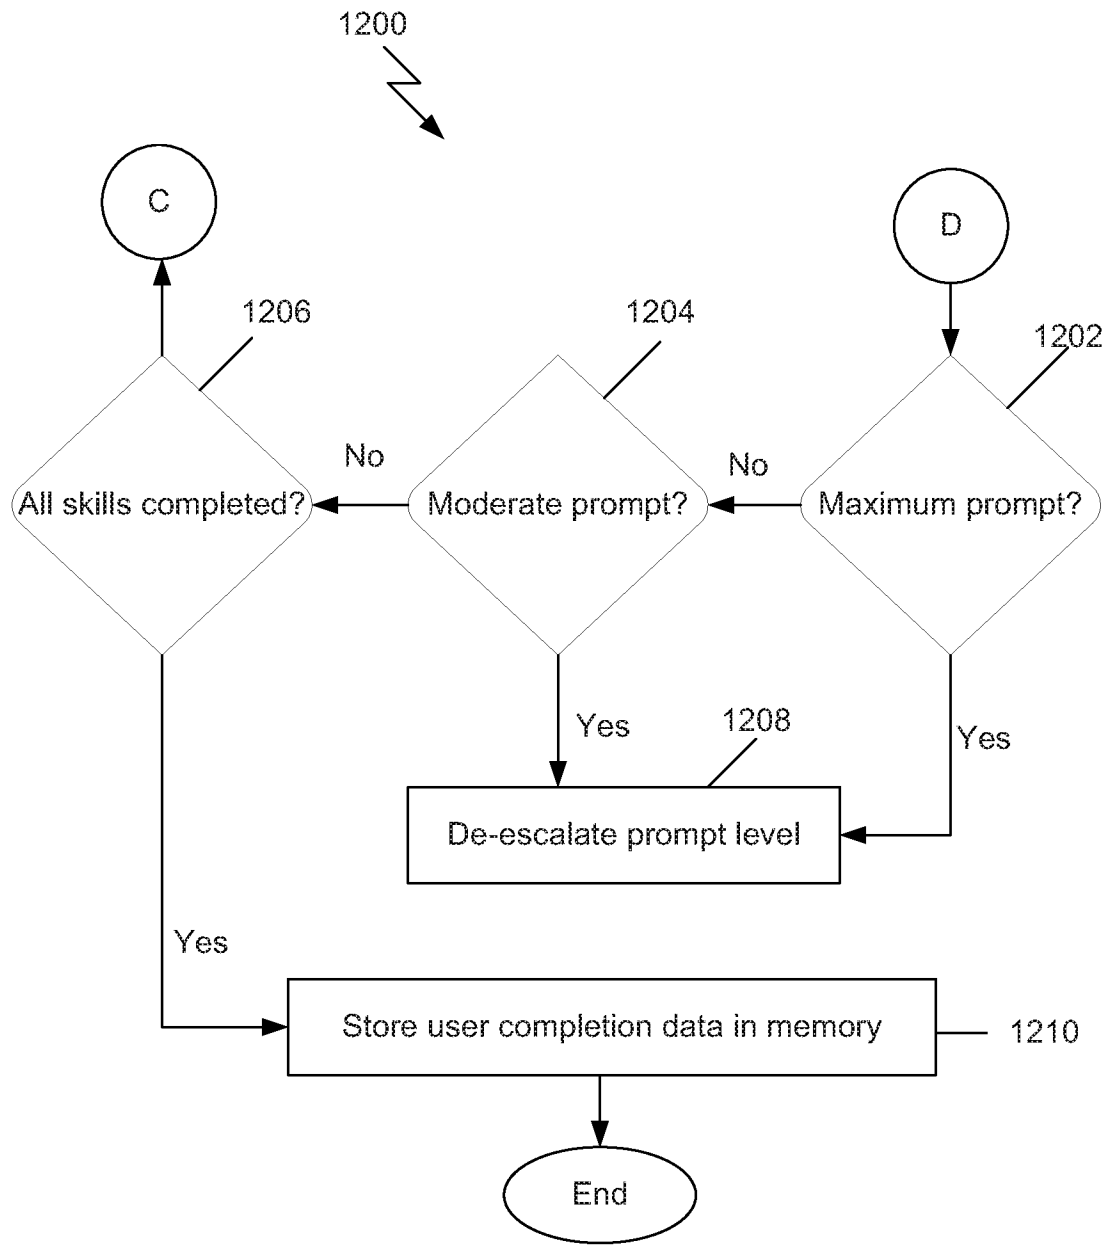 1200
C
D
1206
1204
1202
No
No
All skills completed?
Moderate prompt?
Maximum prompt?
Yes
1208
Yes
De-escalate prompt level
Yes
Store user completion data in memory
1210
End